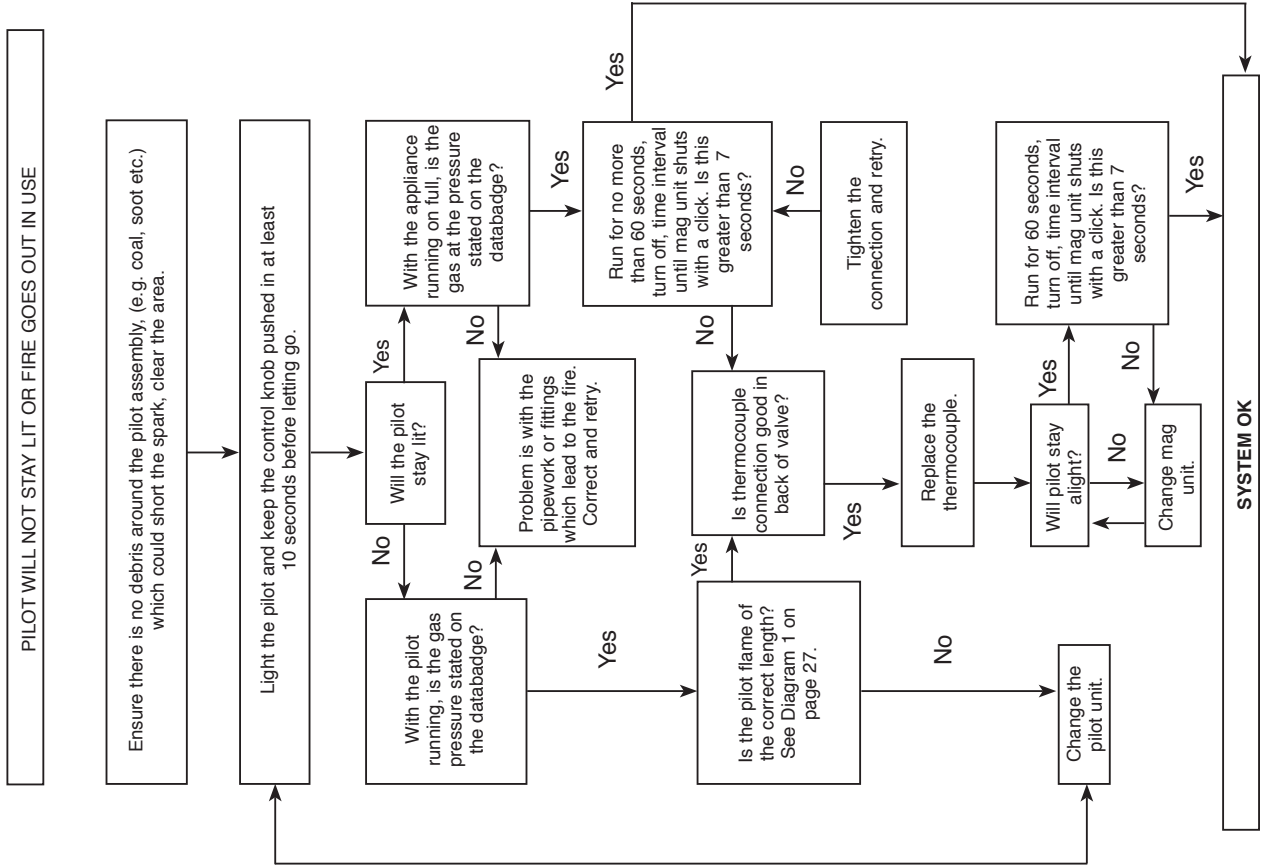 PILOT WILL NOT STAY LIT OR FIRE GOES OUT IN USE
Ensure there is no debris around the pilot assembly, (e.g. coal, soot etc.)
which could short the spark, clear the area.
Light the pilot and keep the control knob pushed in at least
10 seconds before letting go.
Will the pilot
stay lit?
No
Yes
With the pilot
running, is the gas
pressure stated on
the databadge?
With the appliance
running on full, is the
gas at the pressure
stated on the
databadge?
No
No
Problem is with the
pipework or fittings
which lead to the fire.
Correct and retry.
Yes
Yes
Run for no more
than 60 seconds,
turn off, time interval
until mag unit shuts
with a click. Is this
greater than 7
seconds?
Yes
Is the pilot flame of
the correct length?
See Diagram 1 on
page 27.
Yes
Is thermocouple
connection good in
back of valve?
No
No
Tighten the
connection and retry.
Yes
Replace the
thermocouple.
No
Change the
pilot unit.
Will pilot stay
alight?
Yes
Run for 60 seconds,
turn off, time interval
until mag unit shuts
with a click. Is this
greater than 7
seconds?
No
No
Change mag
unit.
Yes
SYSTEM OK